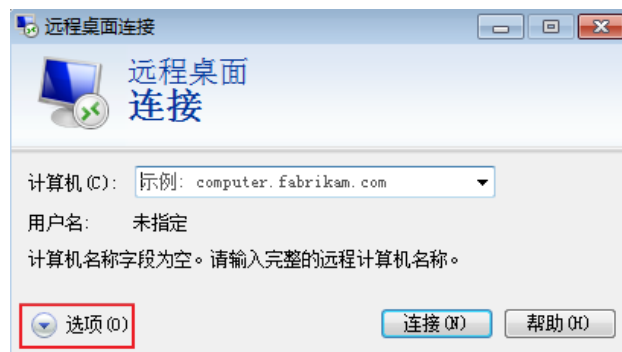 远程桌面连接
远程桌面
连接
计算机(C): 示例: computer.fabrikam.com
用户名: 未指定
计算机名称字段为空。请输入完整的远程计算机名称。
选项(O) 连接(N) 帮助(H)